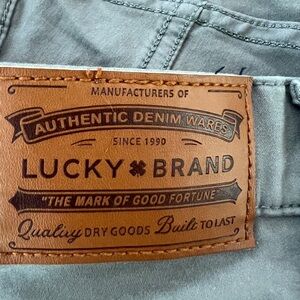 MANUFACTURERS OF
AUTHENTIC DENIM WARES
SINCE 1990
LUCKY BRAND
"THE MARK OF GOOD FORTUNE"
Quality DRY GOODS Built TO LAST